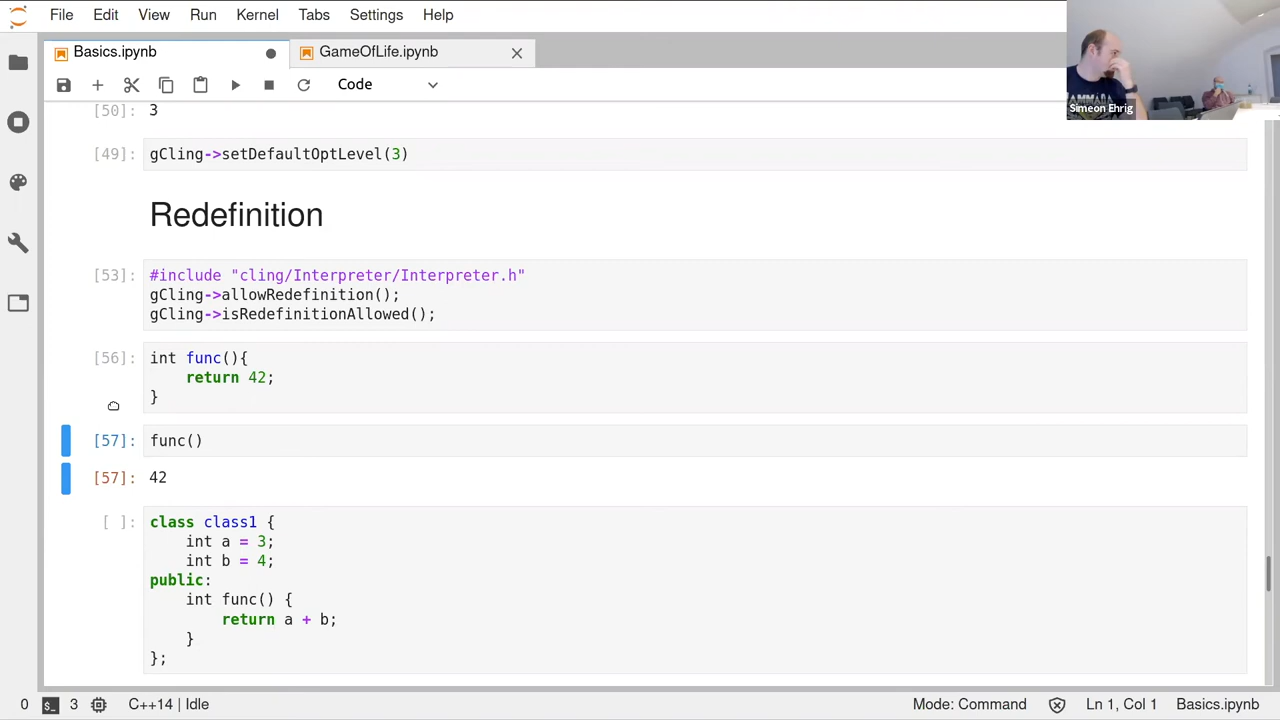 File Edit View Run Kernel Tabs Settings Help
Basics.ipynb GameOfLife.ipynb
Code
Simeon Ehrig
[50]: 3
[49]: gCling->setDefaultOptLevel(3)
Redefinition
[53]: #include "cling/Interpreter/Interpreter.h"
gCling->allowRedefinition();
gCling->isRedefinitionAllowed();
[56]: int func(){
return 42;
}
[57]: func()
[57]: 42
[ ]: class class1 {
int a = 3;
int b = 4;
public:
int func() {
return a + b;
}
};
0 $_ 3 C++14 | Idle Mode: Command Ln 1, Col 1 Basics.ipynb